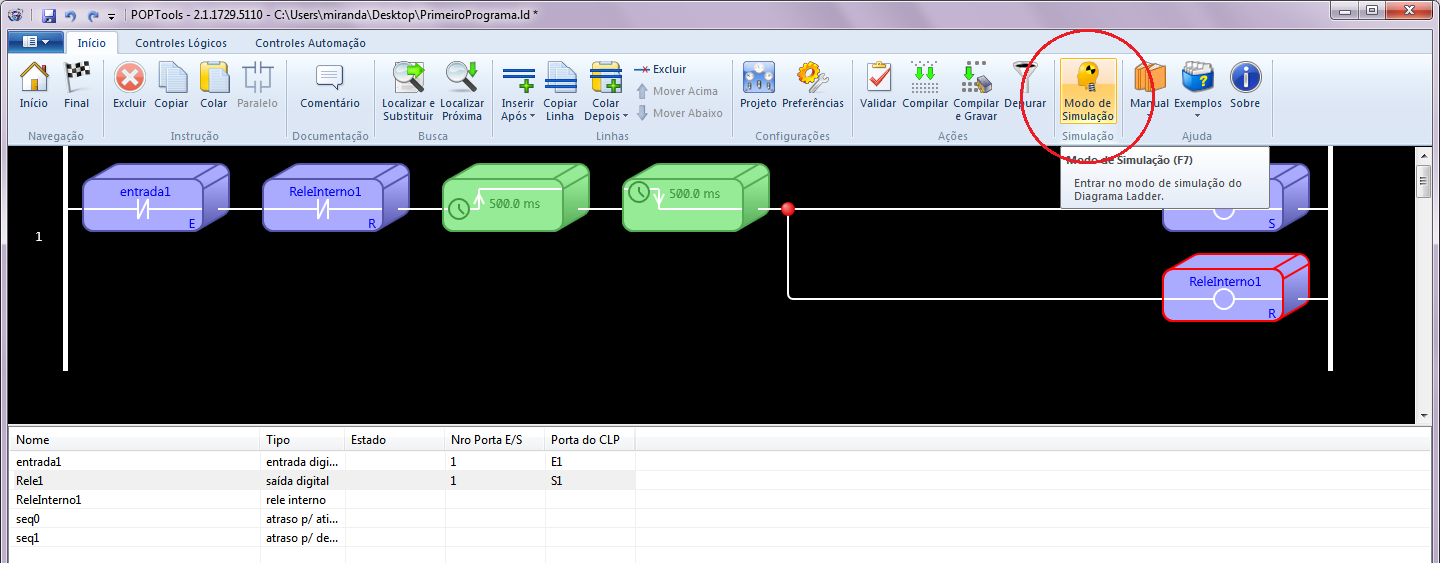 POPTools - 2.1.1729.5110 - C:\Users\miranda\Desktop\PrimeiroPrograma.ld *
Início Controles Lógicos Controles Automação
Início Final Excluir Copiar Colar Paralelo Comentário Localizar e Substituir Localizar Próxima Inserir Após Copiar Linha Colar Depois Excluir Mover Acima Mover Abaixo Projeto Preferências Validar Compilar Compilar e Gravar Depurar Modo de Simulação Manual Exemplos Sobre
Navegação Instrução Documentação Busca Linhas Configurações Ações Simulação Ajuda
Modo de Simulação (F7)
Entrar no modo de simulação do
Diagrama Ladder.
entrada1 ReleInterno1 500.0 ms 500.0 ms
E R S
1
ReleInterno1
R
Nome Tipo Estado Nro Porta E/S Porta do CLP
entrada1 entrada digi... 1 E1
Rele1 saída digital 1 S1
ReleInterno1 rele interno
seq0 atraso p/ ati...
seq1 atraso p/ de...